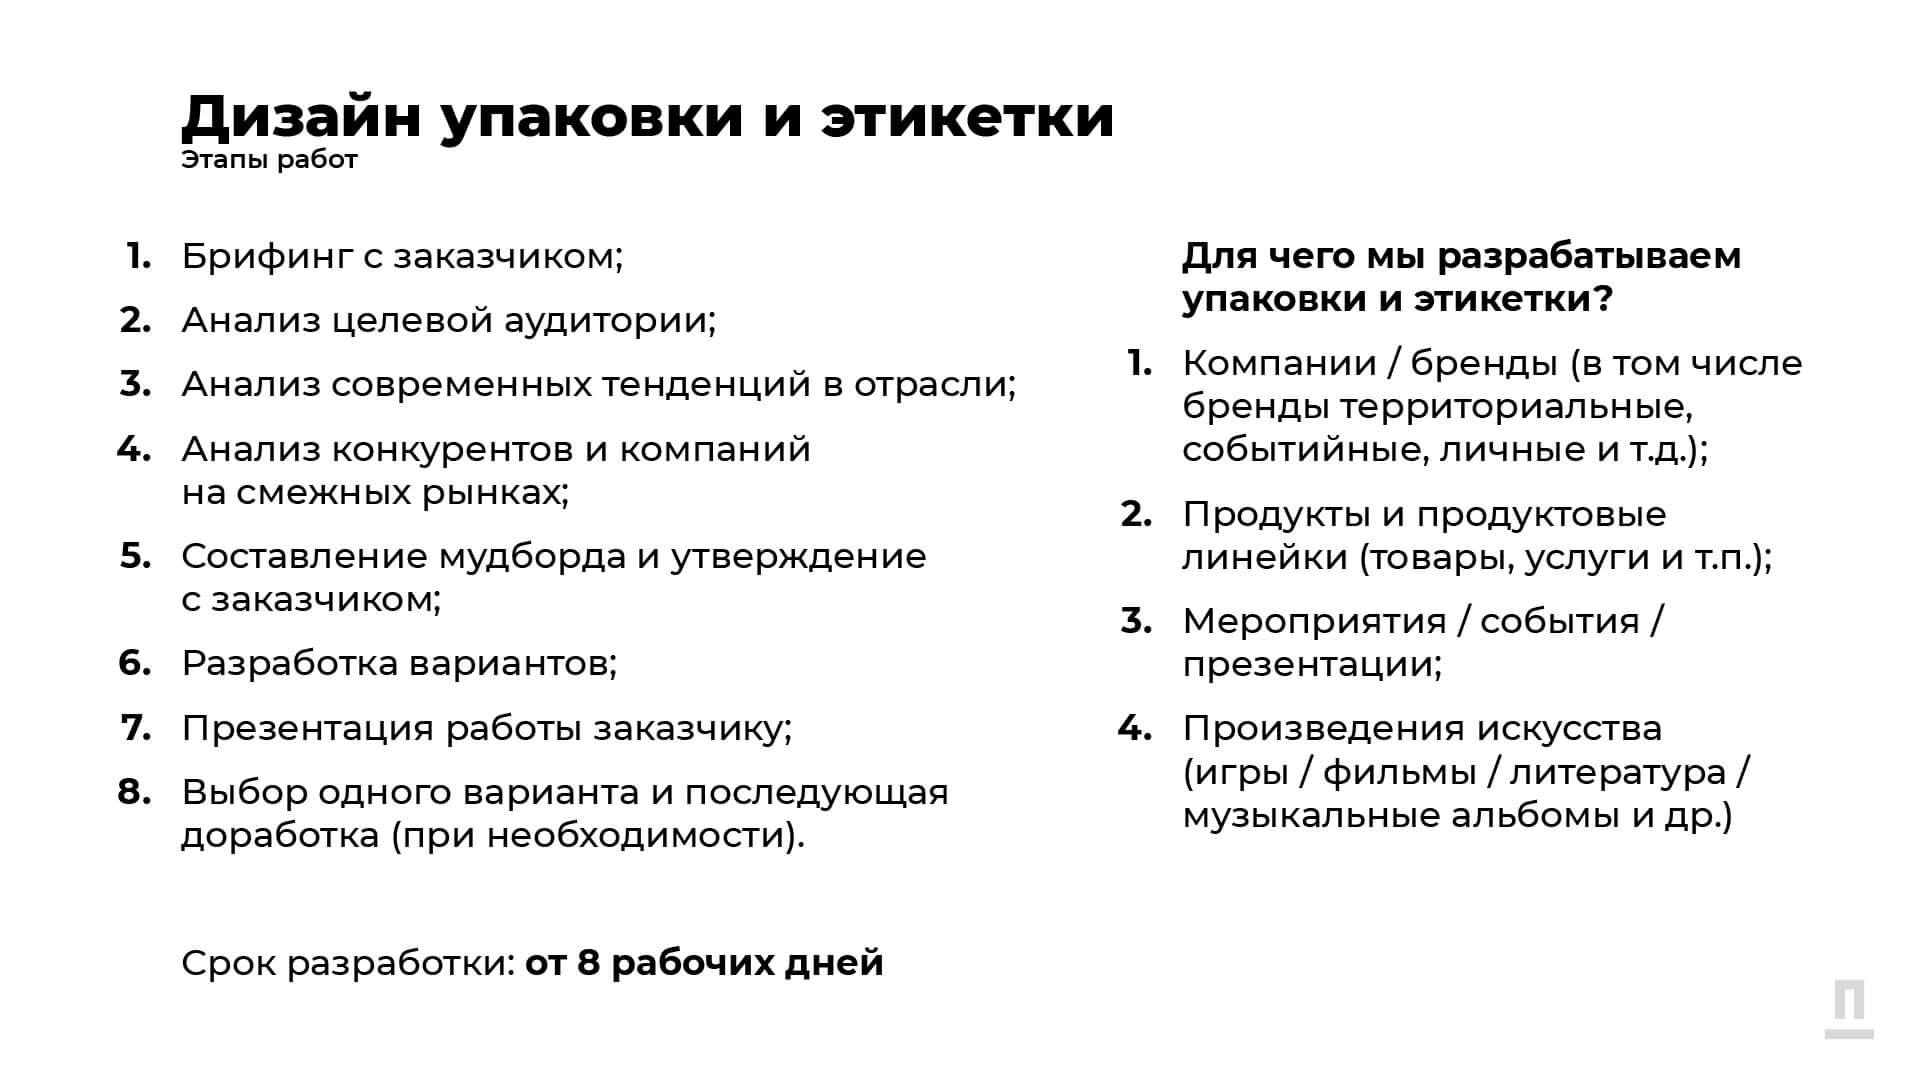 Дизайн упаковки и этикетки
Этапы работ
1. Брифинг с заказчиком;
2. Анализ целевой аудитории;
3. Анализ современных тенденций в отрасли;
4. Анализ конкурентов и компаний
на смежных рынках;
5. Составление мудборда и утверждение
с заказчиком;
6. Разработка вариантов;
7. Презентация работы заказчику;
8. Выбор одного варианта и последующая
доработка (при необходимости).
Срок разработки: от 8 рабочих дней
Для чего мы разрабатываем
упаковки и этикетки?
1. Компании / бренды (в том числе
бренды территориальные,
событийные, личные и т.д.);
2. Продукты и продуктовые
линейки (товары, услуги и т.п.);
3. Мероприятия / события /
презентации;
4. Произведения искусства
(игры / фильмы / литература /
музыкальные альбомы и др.)
П